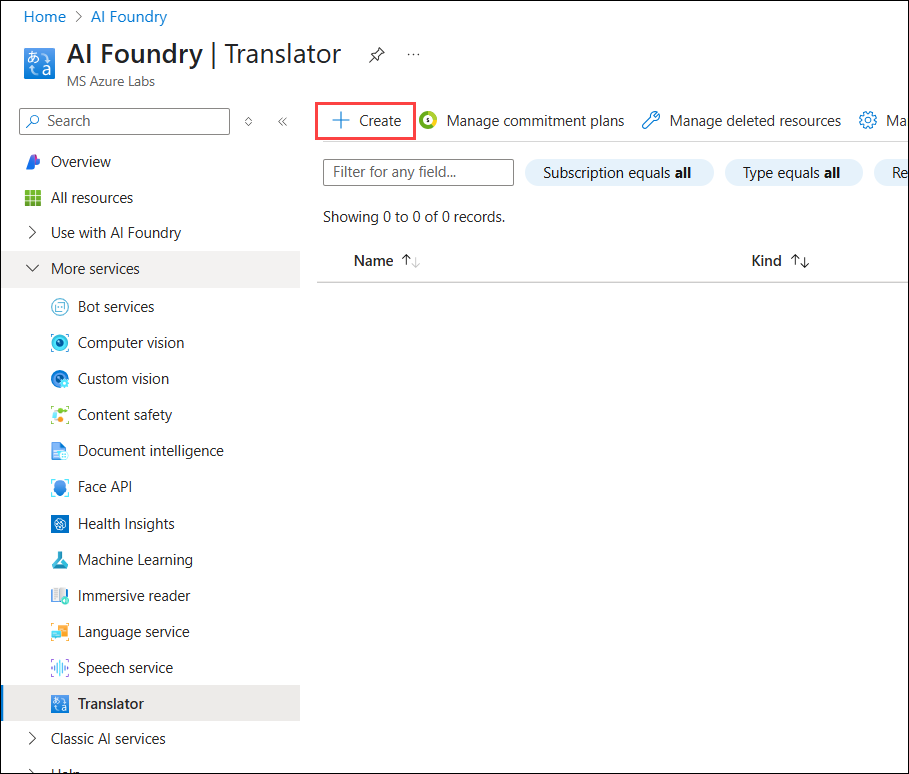 Home > AI Foundry
AI Foundry | Translator ...
MS Azure Labs
Search
«
Create
Manage commitment plans
Manage deleted resources
Ma
Overview
All resources
Use with AI Foundry
More services
Bot services
Computer vision
Custom vision
Content safety
Document intelligence
Face API
Health Insights
Machine Learning
Immersive reader
Language service
Speech service
Translator
Classic AI services
Help
Filter for any field...
Subscription equals all
Type equals all
Re
Showing 0 to 0 of 0 records.
Name ↑↓
Kind ↑↓